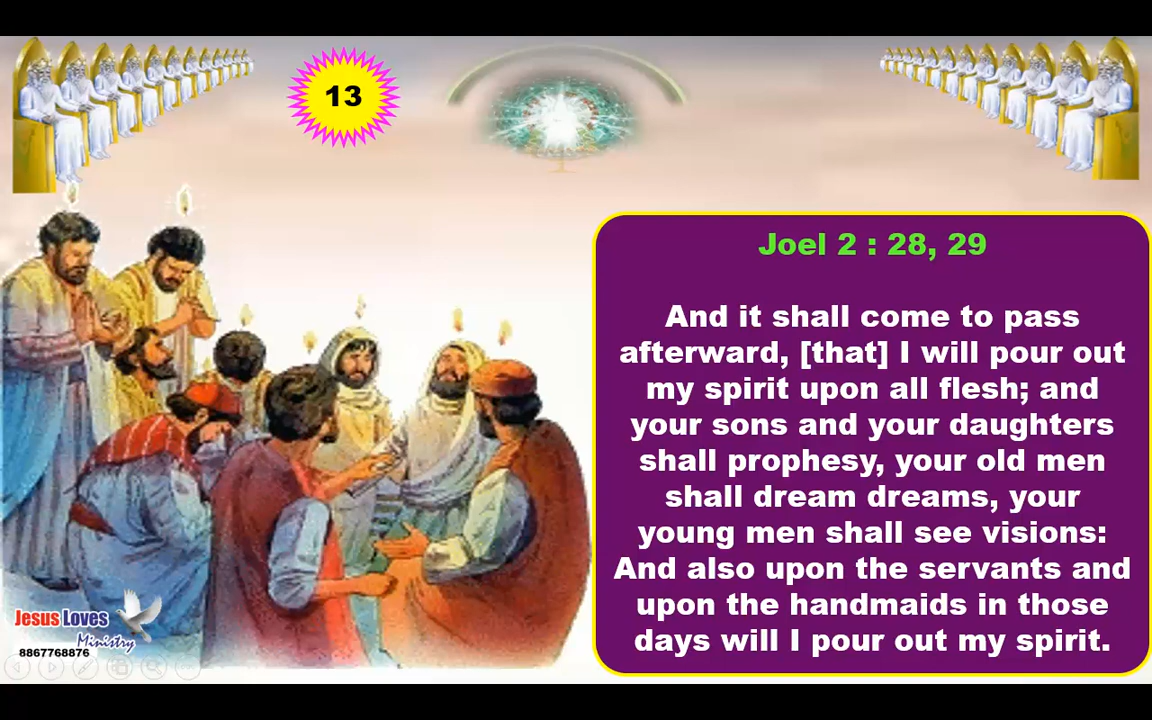 13
Joel 2 : 28, 29
And it shall come to pass
afterward, [that] I will pour out
my spirit upon all flesh; and
your sons and your daughters
shall prophesy, your old men
shall dream dreams, your
young men shall see visions:
And also upon the servants and
upon the handmaids in those
days will I pour out my spirit.
Jesus Loves
Ministry
8867768876